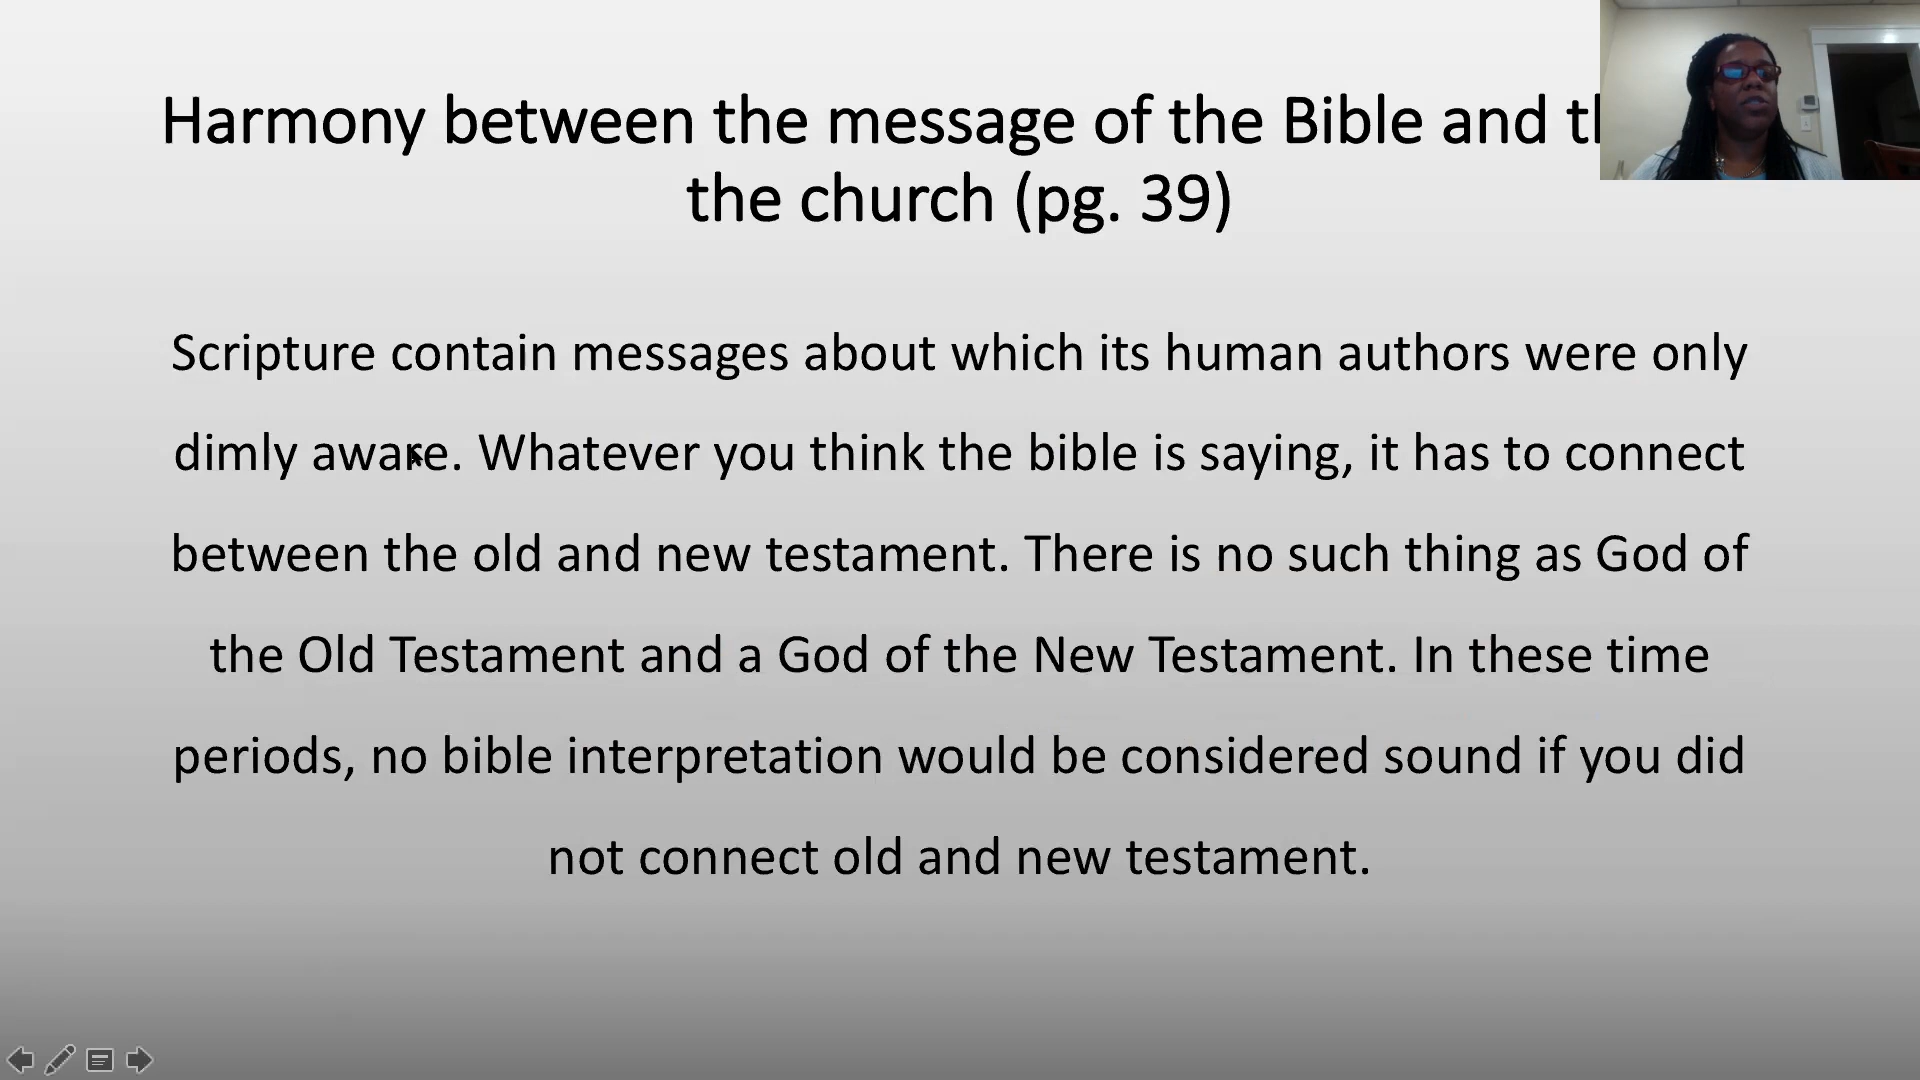 Harmony between the message of the Bible and
the church (pg. 39)
Scripture contain messages about which its human authors were only
dimly aware. Whatever you think the bible is saying, it has to connect
between the old and new testament. There is no such thing as God of
the Old Testament and a God of the New Testament. In these time
periods, no bible interpretation would be considered sound if you did
not connect old and new testament.